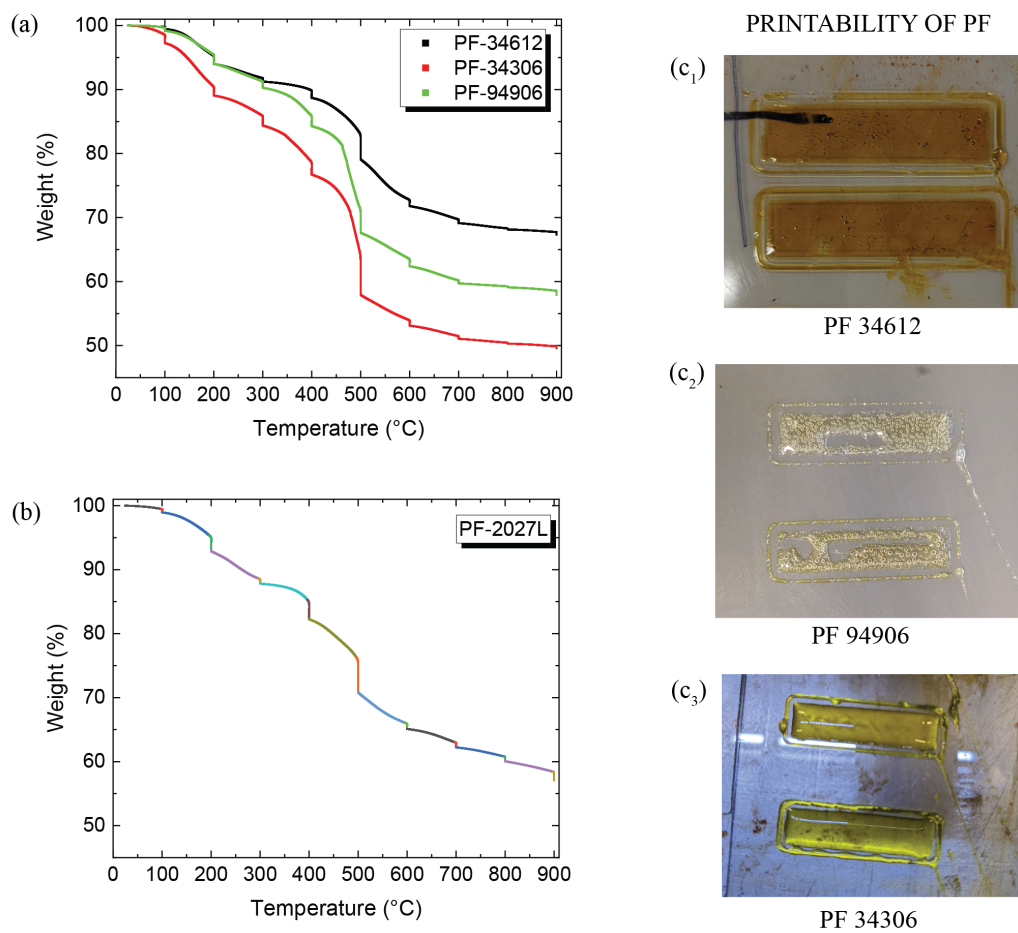 (a)
100
90
80
70
60
50
Weight (%)
PF-34612
PF-34306
PF-94906
0 100 200 300 400 500 600 700 800 900
Temperature (°C)
(b)
100
90
80
70
60
50
Weight (%)
PF-2027L
0 100 200 300 400 500 600 700 800 900
Temperature (°C)
PRINTABILITY OF PF
(c1)
PF 34612
(c2)
PF 94906
(c3)
PF 34306